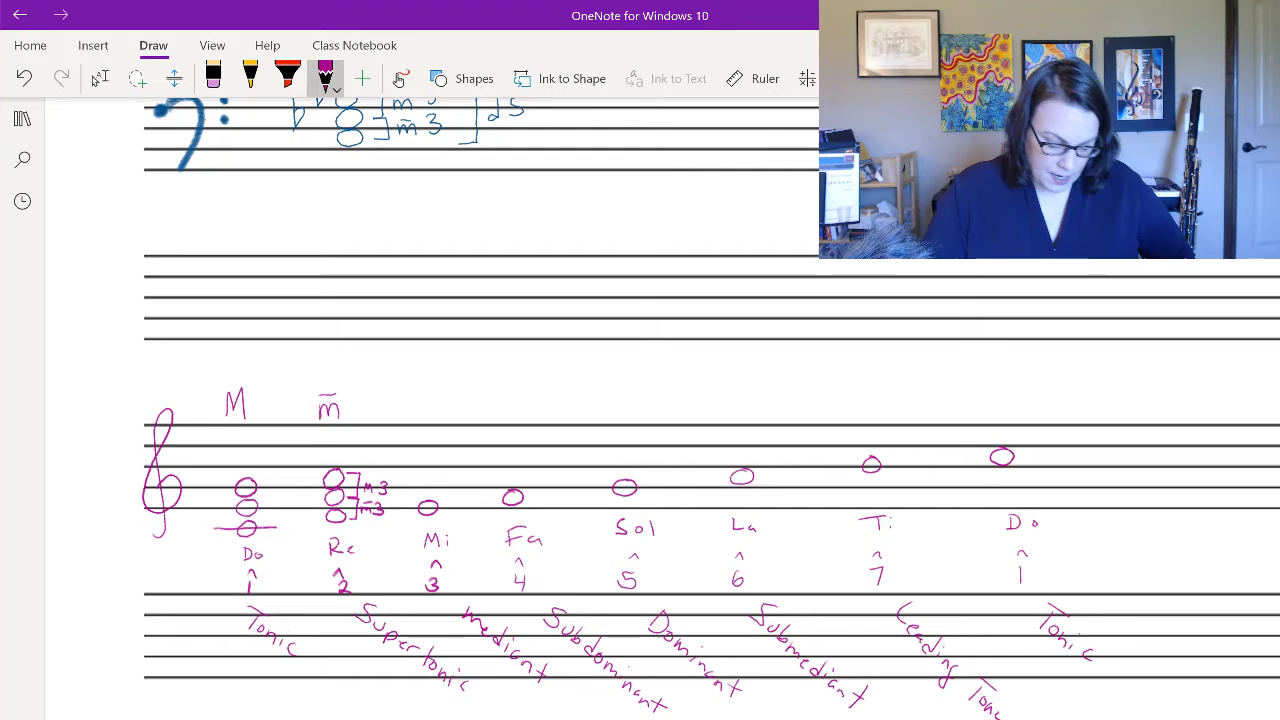 OneNote for Windows 10
Home Insert Draw View Help Class Notebook
Shapes Ink to Shape Ink to Text Ruler
m̅ 3 d5
M m̅
M3
m̅3
Do Re Mi Fa Sol La Ti Do
^1 ^2 ^3 ^4 ^5 ^6 ^7 ^1
Tonic Supertonic mediant Subdominant Dominant Submediant Leading Tone Tonic